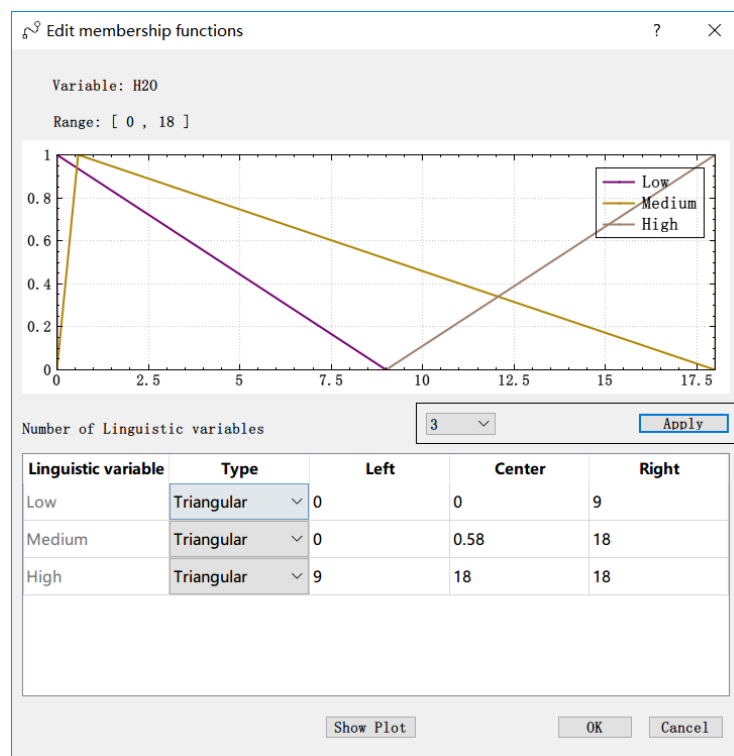 Edit membership functions ? ×
Variable: H2O
Range: [ 0 , 18 ]
1
0.8
0.6
0.4
0.2
0
0 2.5 5 7.5 10 12.5 15 17.5
Low
Medium
High
Number of Linguistic variables 3 Apply
Linguistic variable Type Left Center Right
Low Triangular 0 0 9
Medium Triangular 0 0.58 18
High Triangular 9 18 18
Show Plot OK Cancel